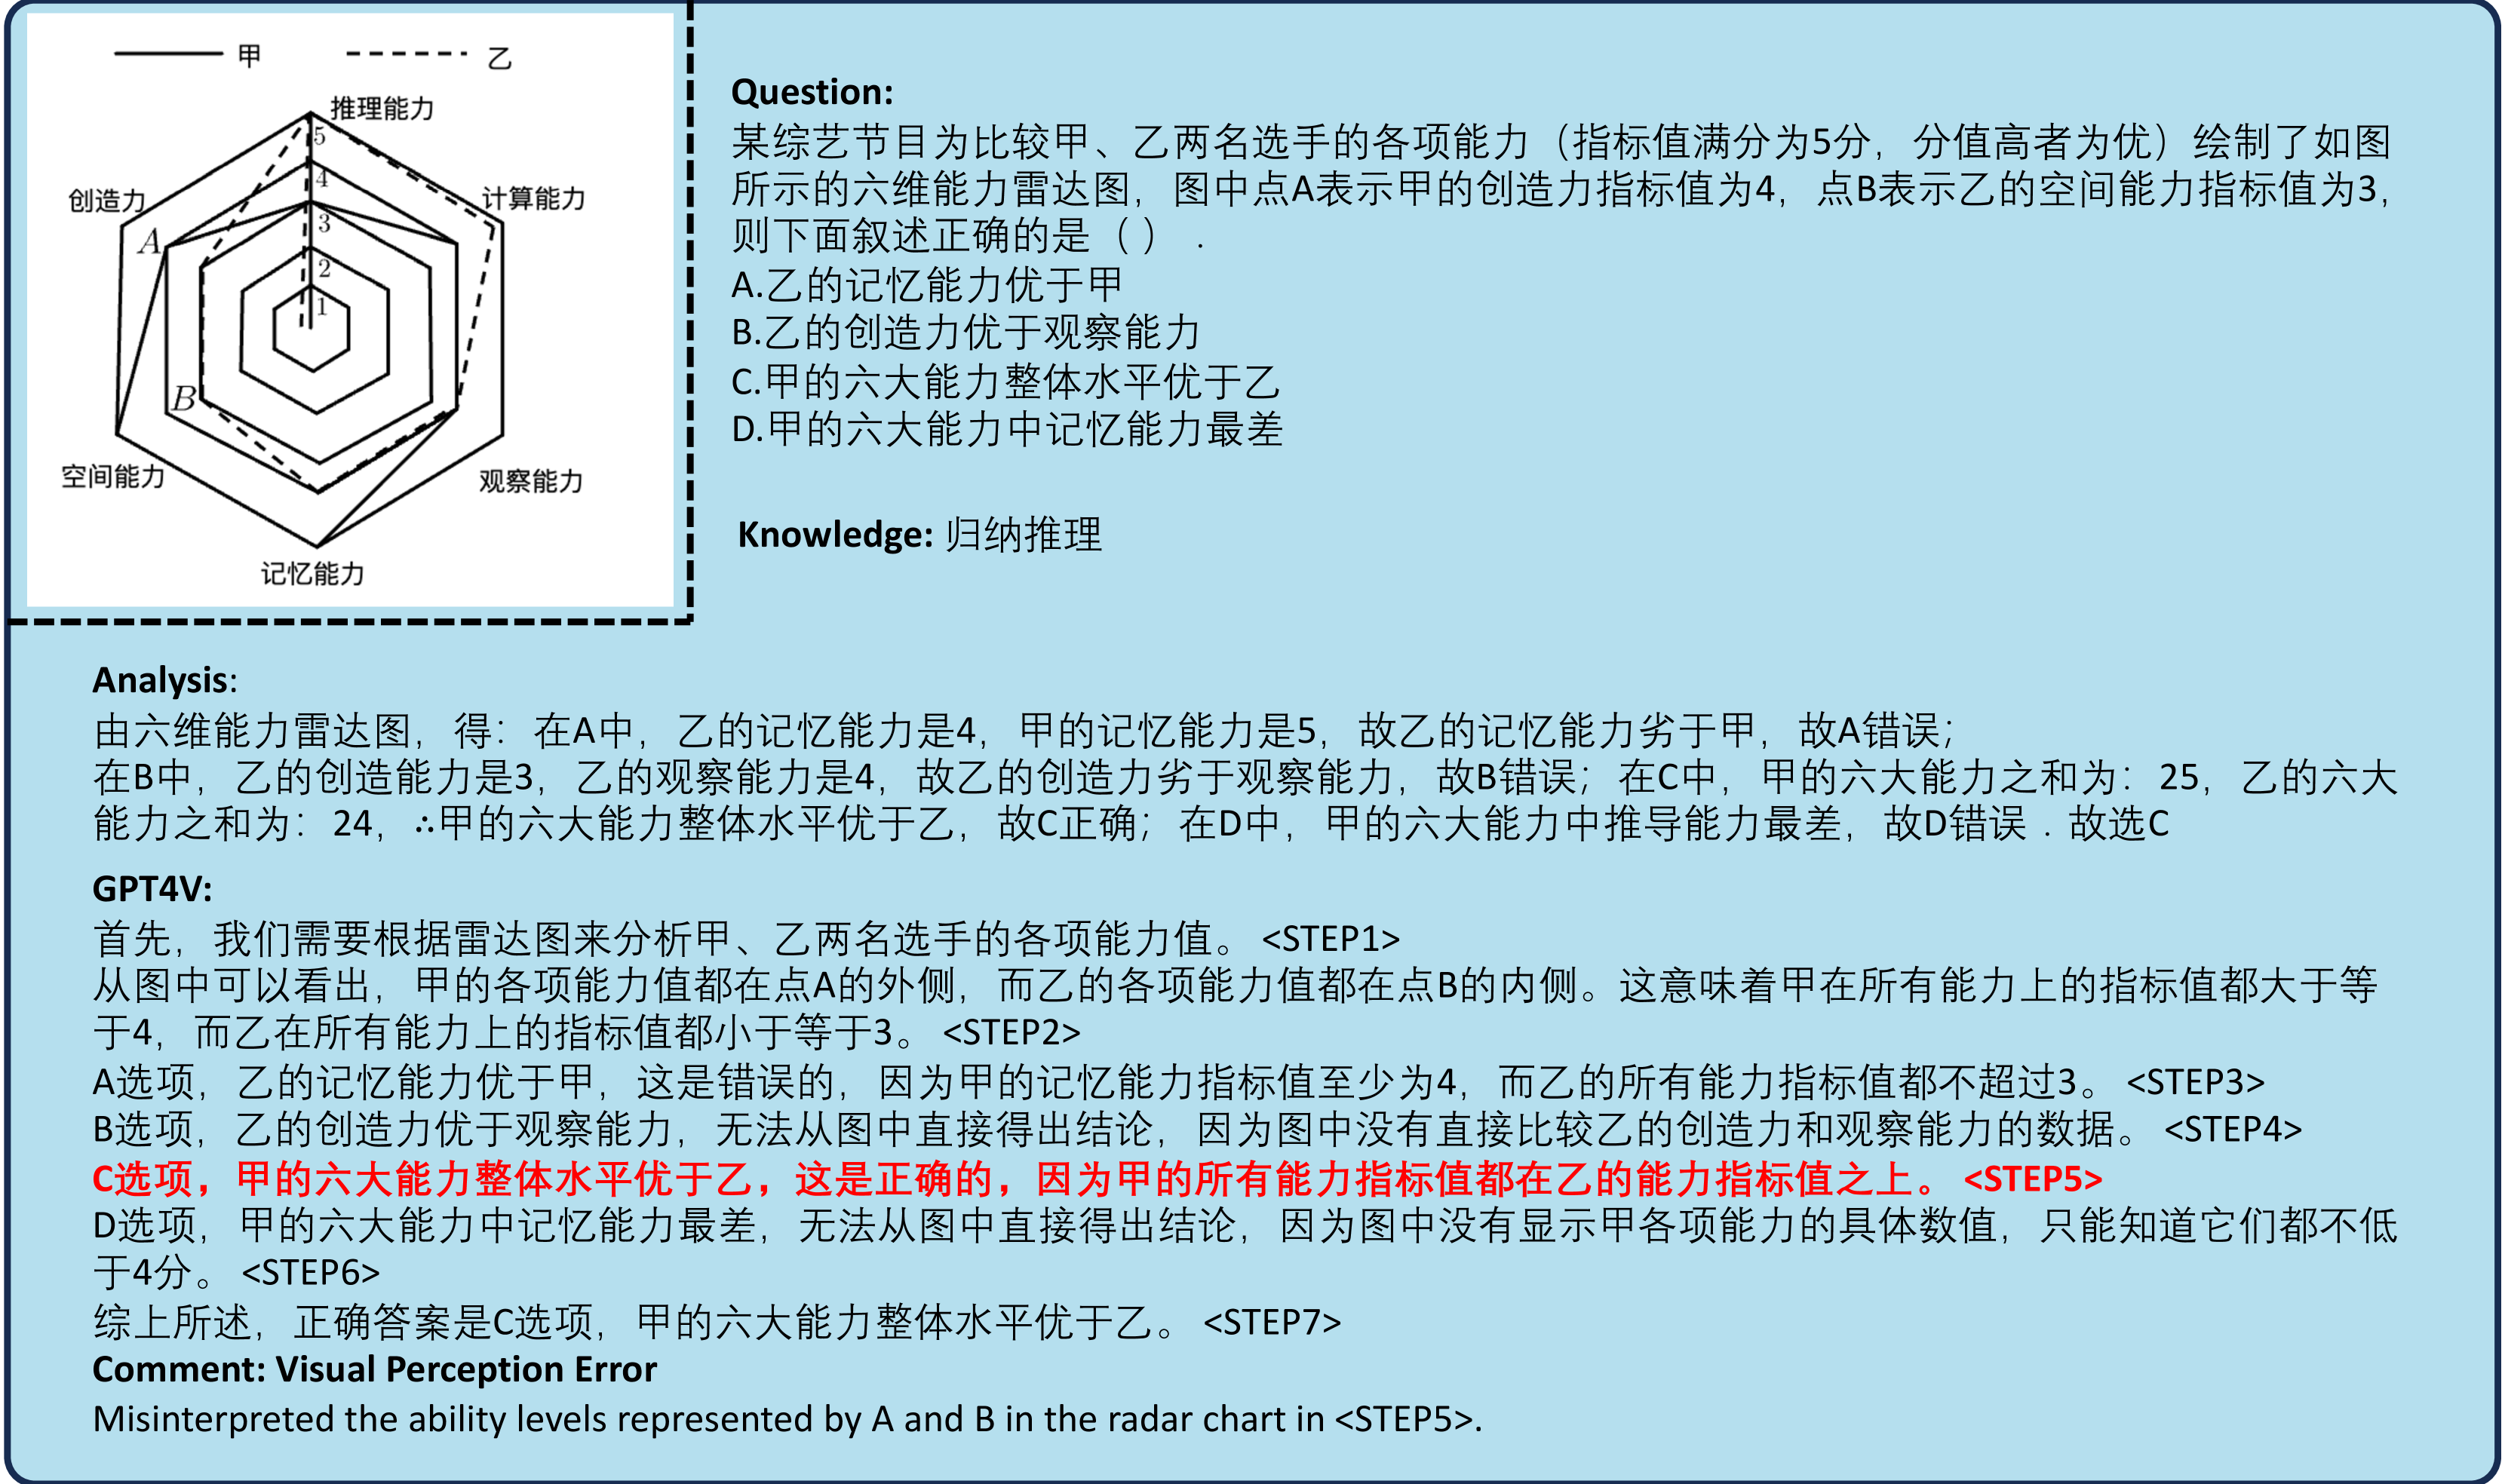 甲
乙
推理能力
5
创造力
4
计算能力
A
3
2
1
B
空间能力
观察能力
记忆能力
Question:
某综艺节目为比较甲、乙两名选手的各项能力（指标值满分为5分，分值高者为优）绘制了如图
所示的六维能力雷达图，图中点A表示甲的创造力指标值为4，点B表示乙的空间能力指标值为3，
则下面叙述正确的是（ ）．
A.乙的记忆能力优于甲
B.乙的创造力优于观察能力
C.甲的六大能力整体水平优于乙
D.甲的六大能力中记忆能力最差
Knowledge: 归纳推理
Analysis:
由六维能力雷达图，得：在A中，乙的记忆能力是4，甲的记忆能力是5，故乙的记忆能力劣于甲，故A错误；
在B中，乙的创造能力是3，乙的观察能力是4，故乙的创造力劣于观察能力，故B错误；在C中，甲的六大能力之和为：25，乙的六大
能力之和为：24，∴甲的六大能力整体水平优于乙，故C正确；在D中，甲的六大能力中推导能力最差，故D错误．故选C
GPT4V:
首先，我们需要根据雷达图来分析甲、乙两名选手的各项能力值。<STEP1>
从图中可以看出，甲的各项能力值都在点A的外侧，而乙的各项能力值都在点B的内侧。这意味着甲在所有能力上的指标值都大于等
于4，而乙在所有能力上的指标值都小于等于3。<STEP2>
A选项，乙的记忆能力优于甲，这是错误的，因为甲的记忆能力指标值至少为4，而乙的所有能力指标值都不超过3。<STEP3>
B选项，乙的创造力优于观察能力，无法从图中直接得出结论，因为图中没有直接比较乙的创造力和观察能力的数据。<STEP4>
C选项，甲的六大能力整体水平优于乙，这是正确的，因为甲的所有能力指标值都在乙的能力指标值之上。<STEP5>
D选项，甲的六大能力中记忆能力最差，无法从图中直接得出结论，因为图中没有显示甲各项能力的具体数值，只能知道它们都不低
于4分。<STEP6>
综上所述，正确答案是C选项，甲的六大能力整体水平优于乙。<STEP7>
Comment: Visual Perception Error
Misinterpreted the ability levels represented by A and B in the radar chart in <STEP5>.